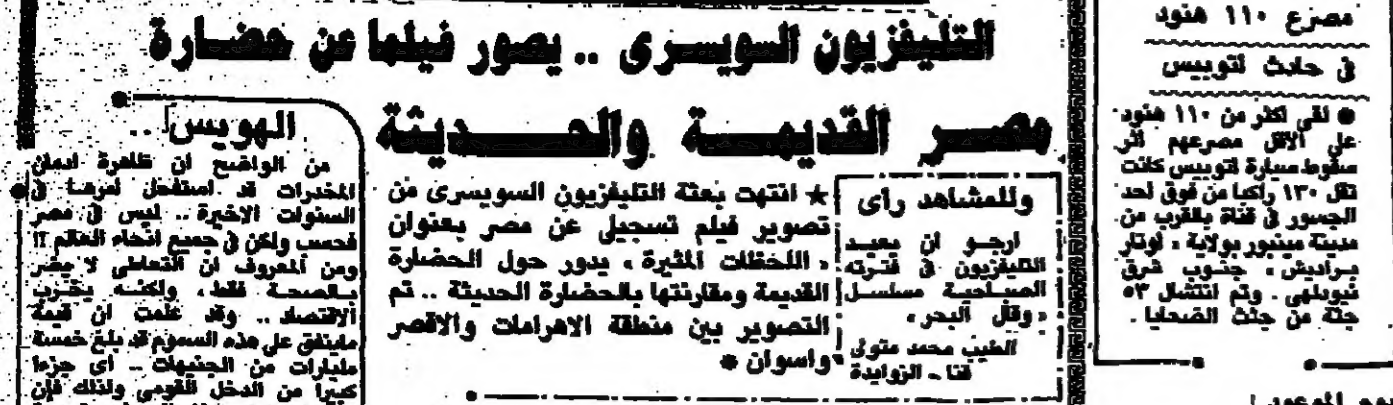 مصرع ١١٠ هنود
فى حادث اتوبيس
● لقى اكثر من ١١٠ هنود
على الاقل مصرعهم اثر
سقوط سيارة اتوبيس كانت
تقل ١٣٠ راكبا من فوق احد
الجسور فى قناة بالقرب من
مدينة مينبور بولاية « اوتار
براديش » جنوب شرق
نيودلهى . وتم انتشال ٥٣
جثة من جثث الضحايا .
التليفزيون السويسرى .. يصور فيلما عن حضارة
مصر القديمة والحديثة
وللمشاهد رأى
ارجو ان يعيد
التليفزيون فى فترته
الصباحية مسلسل
« وقال البحر »
الطيب محمد متولى
قنا ـ الزوايدة
★ انتهت بعثة التليفزيون السويسرى من
تصوير فيلم تسجيلى عن مصر بعنوان
« اللحظات المثيرة » يدور حول الحضارة
القديمة ومقارنتها بالحضارة الحديثة .. تم
التصوير بين منطقة الاهرامات والاقصر
واسوان ●
الهويس ..
من الواضح ان ظاهرة ادمان
المخدرات قد استفحل امرها فى
السنوات الاخيرة .. ليس فى مصر
فحسب ولكن فى جميع انحاء العالم !!
ومن المعروف ان التعاطى لا يضر
بالصحة فقط ، ولكنه يخرب
الاقتصاد .. وقد علمت ان قيمة
ماينفق على هذه السموم قد بلغ خمسة
مليارات من الجنيهات .. اى جزءا
كبيرا من الدخل القومى ولذلك فإن